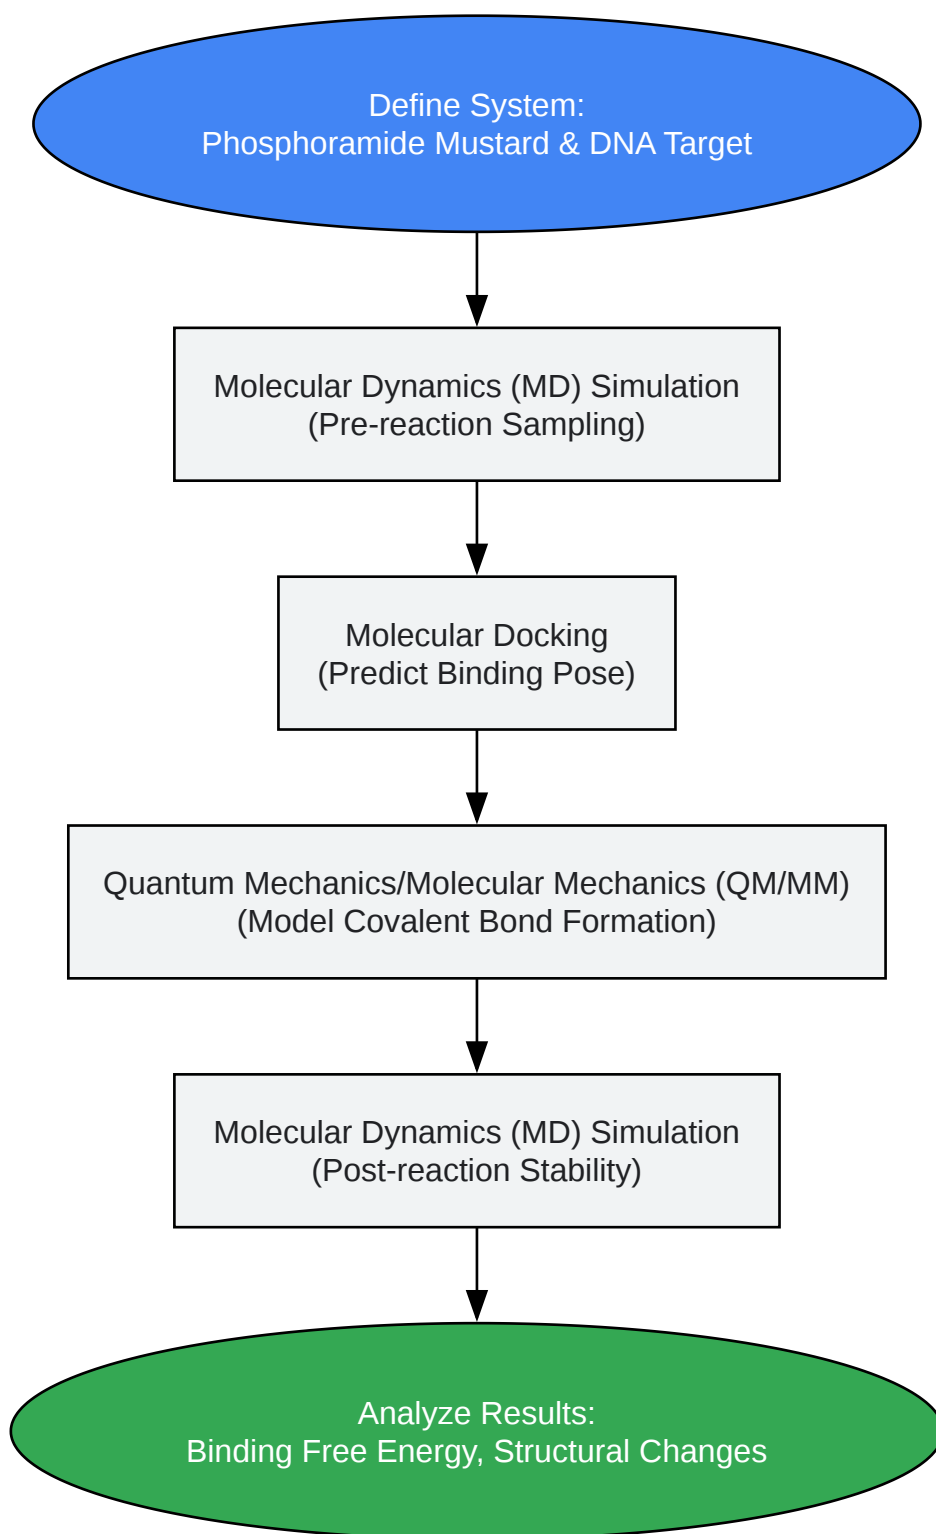 Define System:
Phosphoramide Mustard & DNA Target
Molecular Dynamics (MD) Simulation
(Pre-reaction Sampling)
Molecular Docking
(Predict Binding Pose)
Quantum Mechanics/Molecular Mechanics (QM/MM)
(Model Covalent Bond Formation)
Molecular Dynamics (MD) Simulation
(Post-reaction Stability)
Analyze Results:
Binding Free Energy, Structural Changes